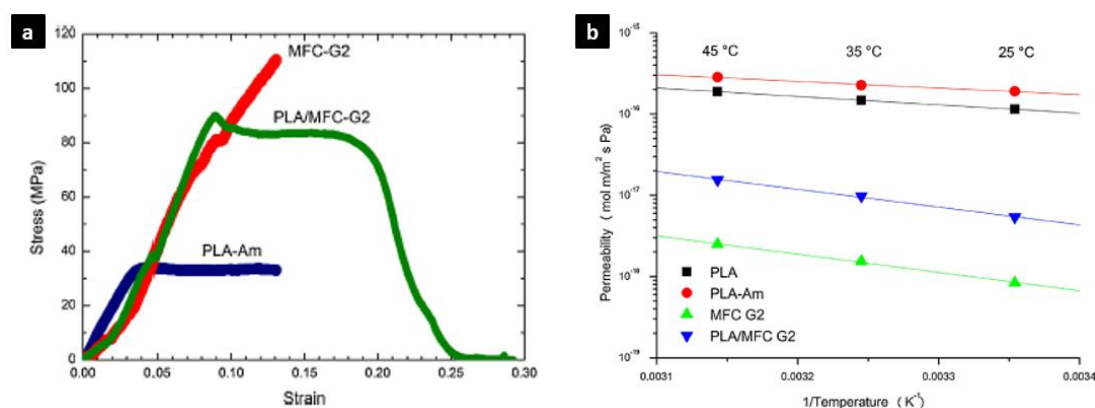 a
120
100
80
60
40
20
0
Stress (MPa)
MFC-G2
PLA/MFC-G2
PLA-Am
0.00 0.05 0.10 0.15 0.20 0.25 0.30
Strain
b
10⁻¹⁵
10⁻¹⁶
10⁻¹⁷
10⁻¹⁸
10⁻¹⁹
Permeability ( mol m/m² s Pa)
45 °C 35 °C 25 °C
PLA
PLA-Am
MFC G2
PLA/MFC G2
0.0031 0.0032 0.0033 0.0034
1/Temperature ( K⁻¹)